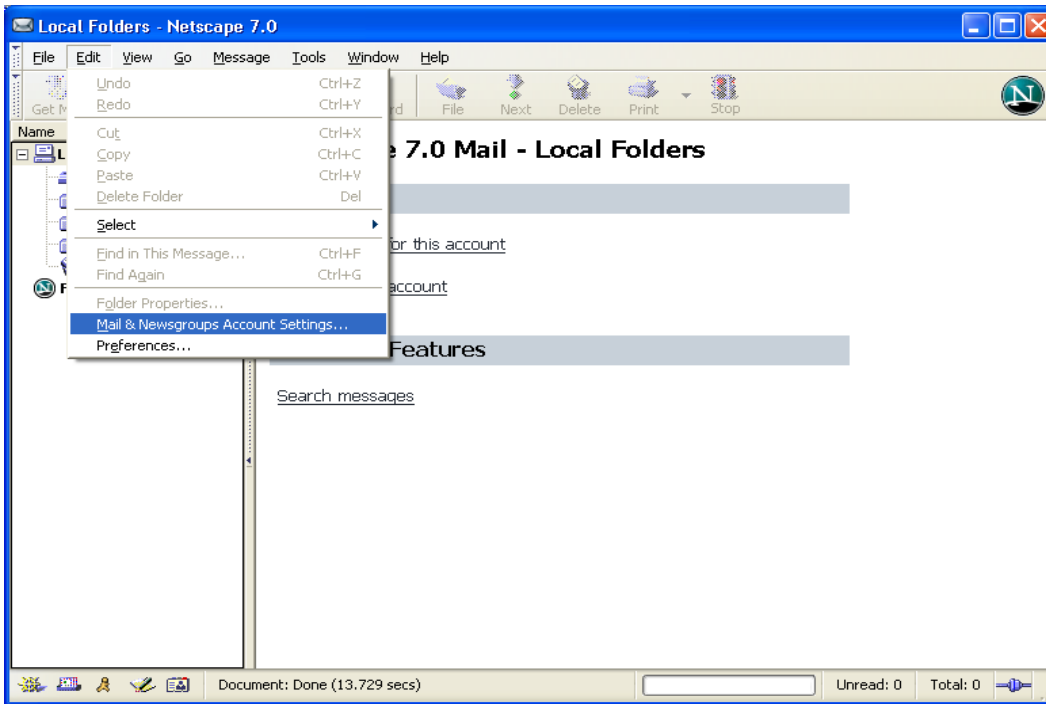 Local Folders - Netscape 7.0
File Edit View Go Message Tools Window Help
Get File Next Delete Print Stop
Name
Undo Ctrl+Z
Redo Ctrl+Y
Cut Ctrl+X
Copy Ctrl+C
Paste Ctrl+V
Delete Folder Del
Select
Find in This Message... Ctrl+F
Find Again Ctrl+G
Folder Properties...
Mail & Newsgroups Account Settings...
Preferences...
7.0 Mail - Local Folders
for this account
account
Features
Search messages
N
Document: Done (13.729 secs)
Unread: 0 Total: 0